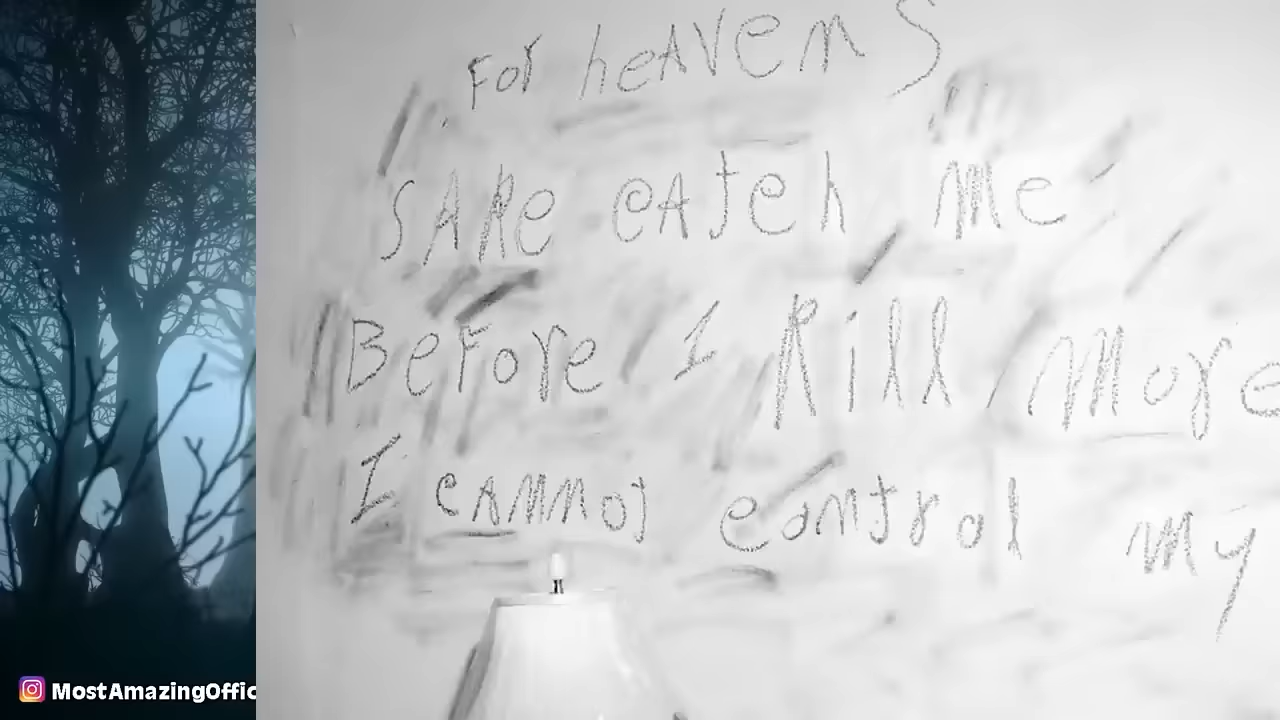 For heAVens
SAKe cATch Me
BeFore I Kill More
I cannot control My
MostAmazingOffic